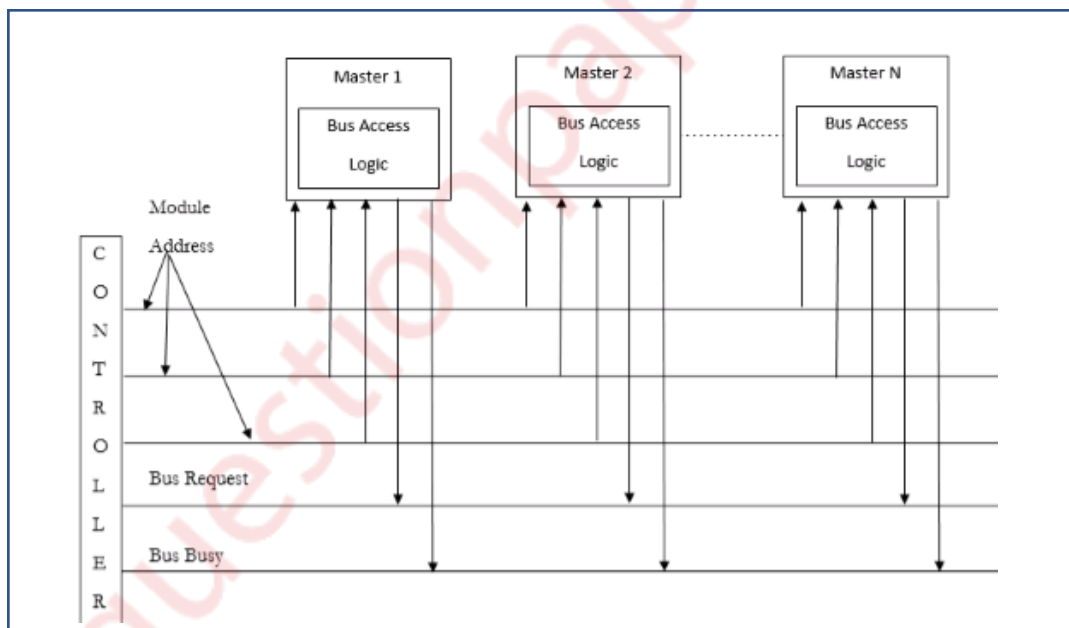 Master 1
Bus Access
Logic
Master 2
Bus Access
Logic
Master N
Bus Access
Logic
Module
Address
C
O
N
T
R
O
L
L
E
R
Bus Request
Bus Busy